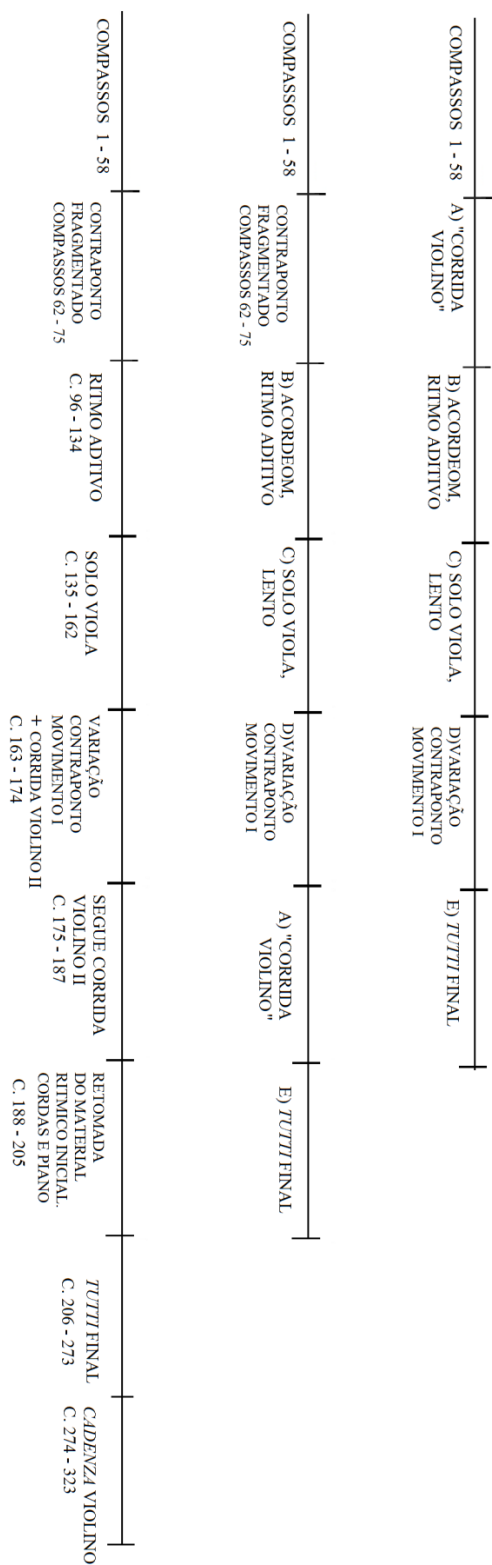 COMPASSOS 1 - 58
A) "CORRIDA
VIOLINO"
B) ACORDEOM,
RITMO ADITIVO
C) SOLO VIOLA,
LENTO
D)VARIAÇÃO
CONTRAPONTO
MOVIMENTO I
E) TUTTI FINAL
COMPASSOS 1 - 58
CONTRAPONTO
FRAGMENTADO
COMPASSOS 62 - 75
B) ACORDEOM,
RITMO ADITIVO
C) SOLO VIOLA,
LENTO
D)VARIAÇÃO
CONTRAPONTO
MOVIMENTO I
A) "CORRIDA
VIOLINO"
E) TUTTI FINAL
COMPASSOS 1 - 58
CONTRAPONTO
FRAGMENTADO
COMPASSOS 62 - 75
RITMO ADTIVO
C. 96 - 134
SOLO VIOLA
C. 135 - 162
VARIAÇÃO
CONTRAPONTO
MOVIMENTO I
+ CORRIDA VIOLINO II
C. 163 - 174
SEGUE CORRIDA
VIOLINO II
C. 175 - 187
RETOMADA
DO MATERIAL
RITMICO INICIAL.
CORDAS E PIANO
C. 188 - 205
TUTTI FINAL
C. 206 - 273
CADENZA VIOLINO
C. 274 - 323